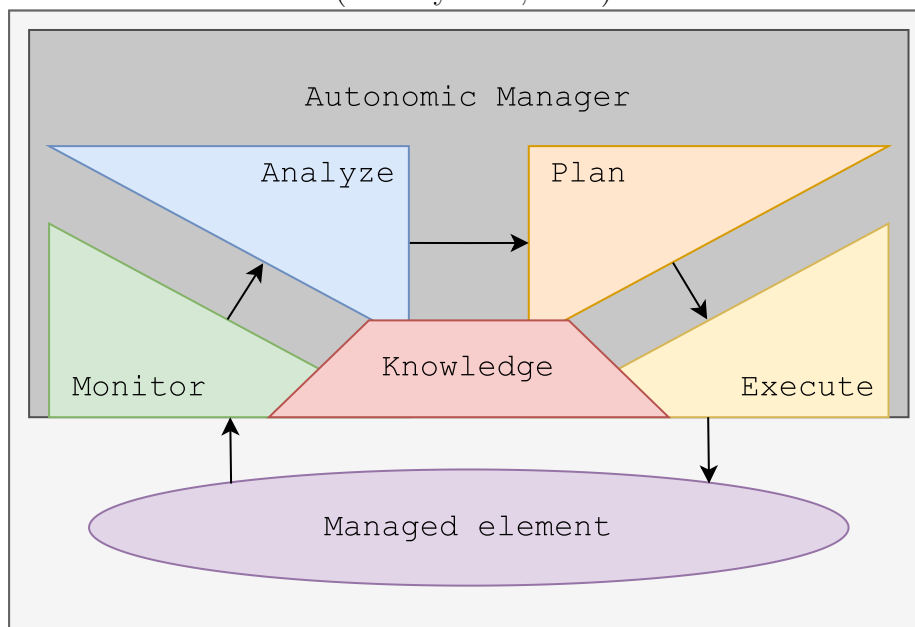 Autonomic Manager
Analyze
Plan
Knowledge
Monitor
Execute
Managed element